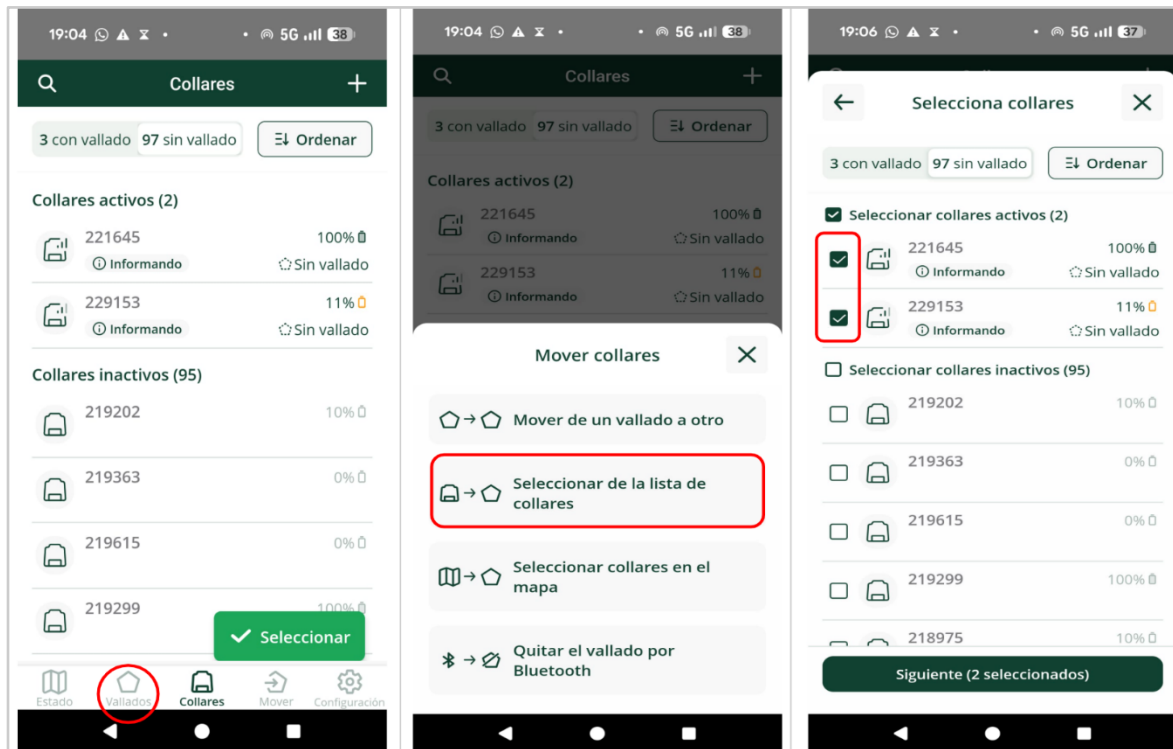 19:04 5G 38
Collares
3 con vallado 97 sin vallado Ordenar
Collares activos (2)
221645 100%
Informando Sin vallado
229153 11%
Informando Sin vallado
Collares inactivos (95)
219202 10%
219363 0%
219615 0%
219299 100%
Seleccionar
Estado Vallados Collares Mover Configuración
19:04 5G 38
Collares
3 con vallado 97 sin vallado Ordenar
Collares activos (2)
221645 100%
Informando Sin vallado
229153 11%
Informando Sin vallado
Mover collares
Mover de un vallado a otro
Seleccionar de la lista de
collares
Seleccionar collares en el
mapa
Quitar el vallado por
Bluetooth
19:06 5G 37
Selecciona collares
3 con vallado 97 sin vallado Ordenar
Seleccionar collares activos (2)
221645 100%
Informando Sin vallado
229153 11%
Informando Sin vallado
Seleccionar collares inactivos (95)
219202 10%
219363 0%
219615 0%
219299 100%
218975 10%
Siguiente (2 seleccionados)